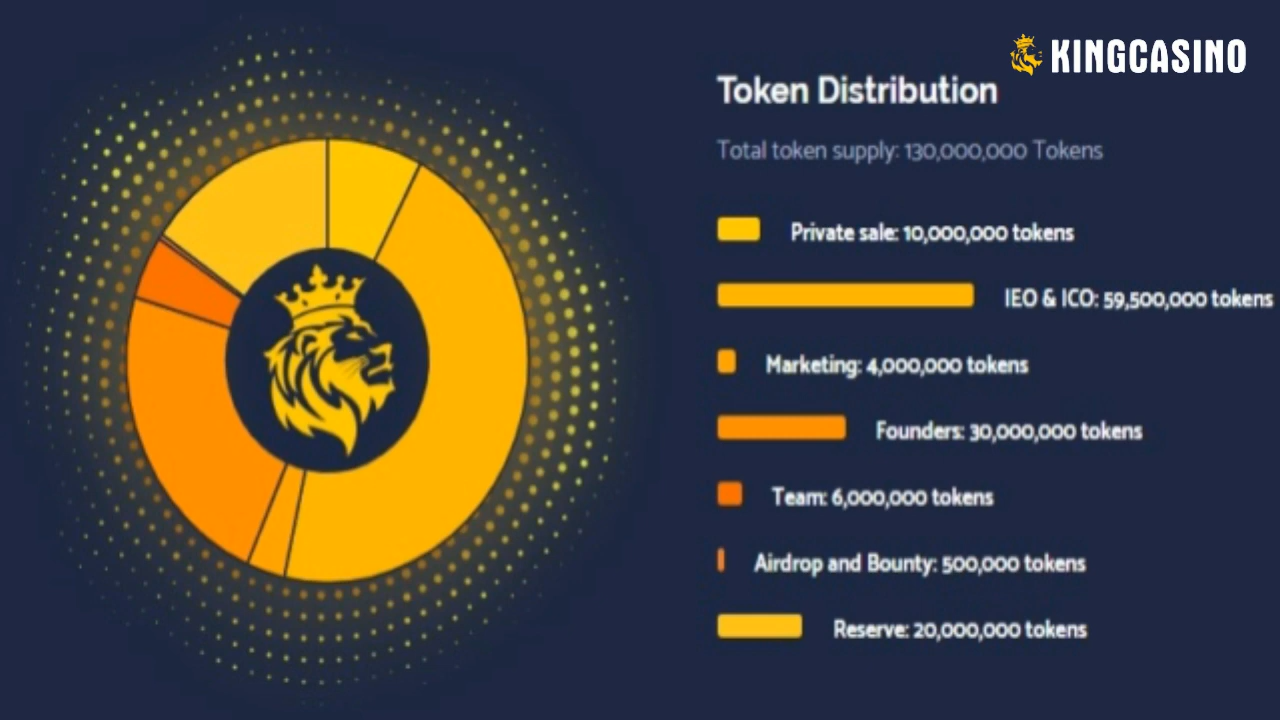 KINGCASINO
Token Distribution
Total token supply: 130,000,000 Tokens
Private sale: 10,000,000 tokens
IEO & ICO: 59,500,000 tokens
Marketing: 4,000,000 tokens
Founders: 30,000,000 tokens
Team: 6,000,000 tokens
Airdrop and Bounty: 500,000 tokens
Reserve: 20,000,000 tokens